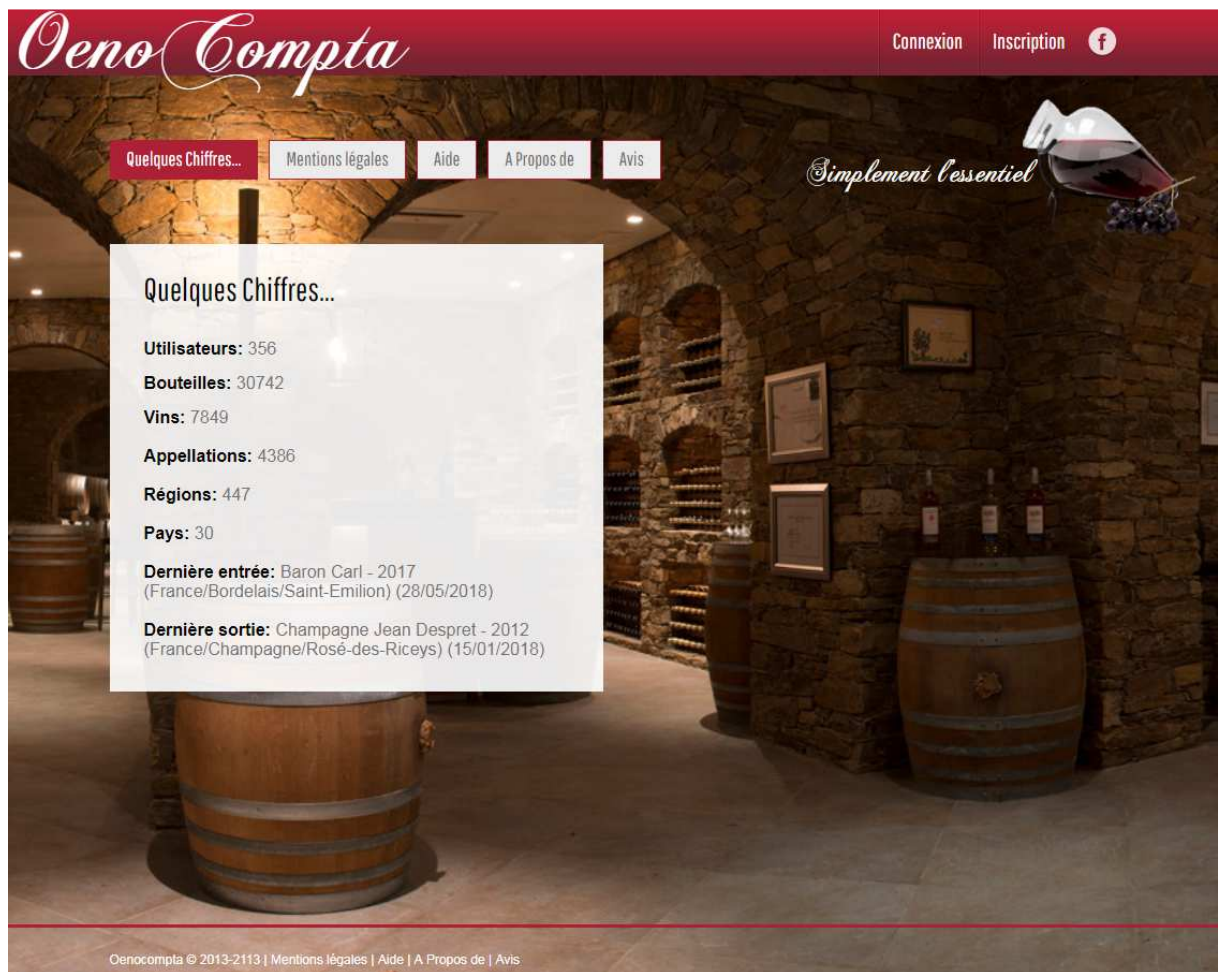 Oeno Compta
Connexion Inscription f
Quelques Chiffres... Mentions légales Aide A Propos de Avis
Simplement l'essentiel
Quelques Chiffres...
Utilisateurs: 356
Bouteilles: 30742
Vins: 7849
Appellations: 4386
Régions: 447
Pays: 30
Dernière entrée: Baron Carl - 2017
(France/Bordelais/Saint-Emilion) (28/05/2018)
Dernière sortie: Champagne Jean Despret - 2012
(France/Champagne/Rosé-des-Riceys) (15/01/2018)
Oenocompta © 2013-2113 | Mentions légales | Aide | A Propos de | Avis